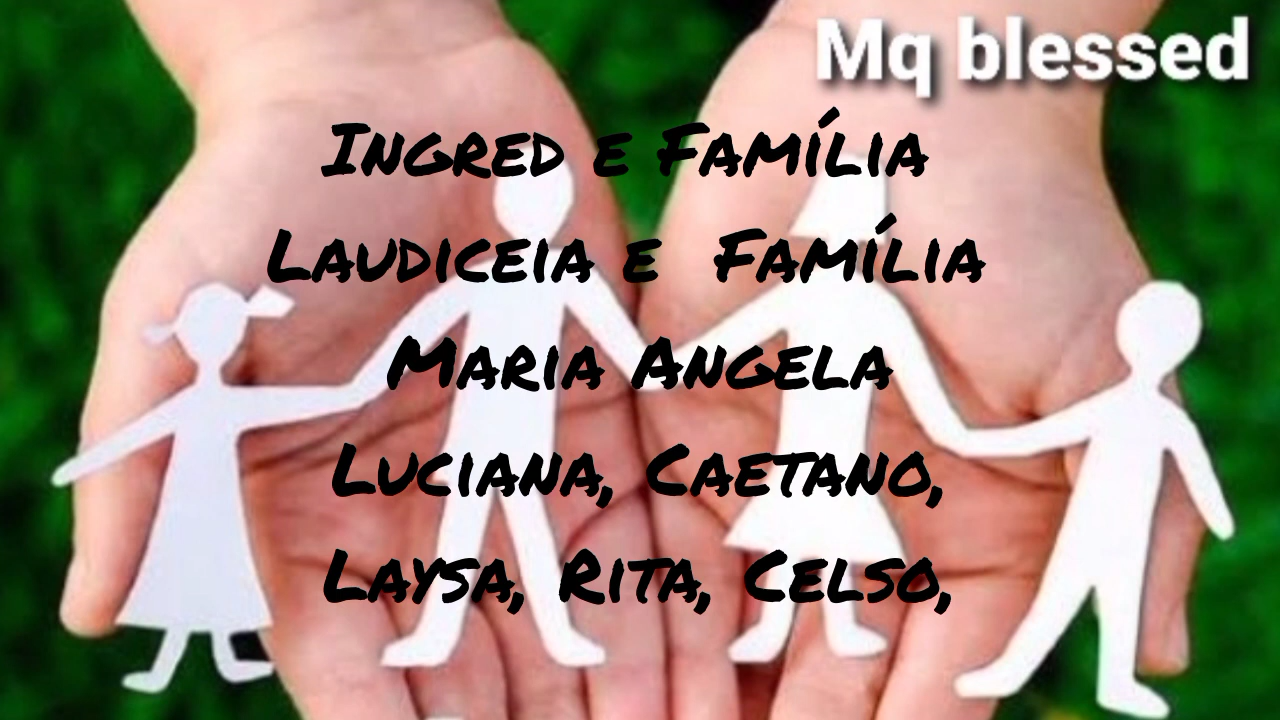 Mq blessed
Ingred e Família
Laudiceia e Família
Maria Angela
Luciana, Caetano,
Laysa, Rita, Celso,